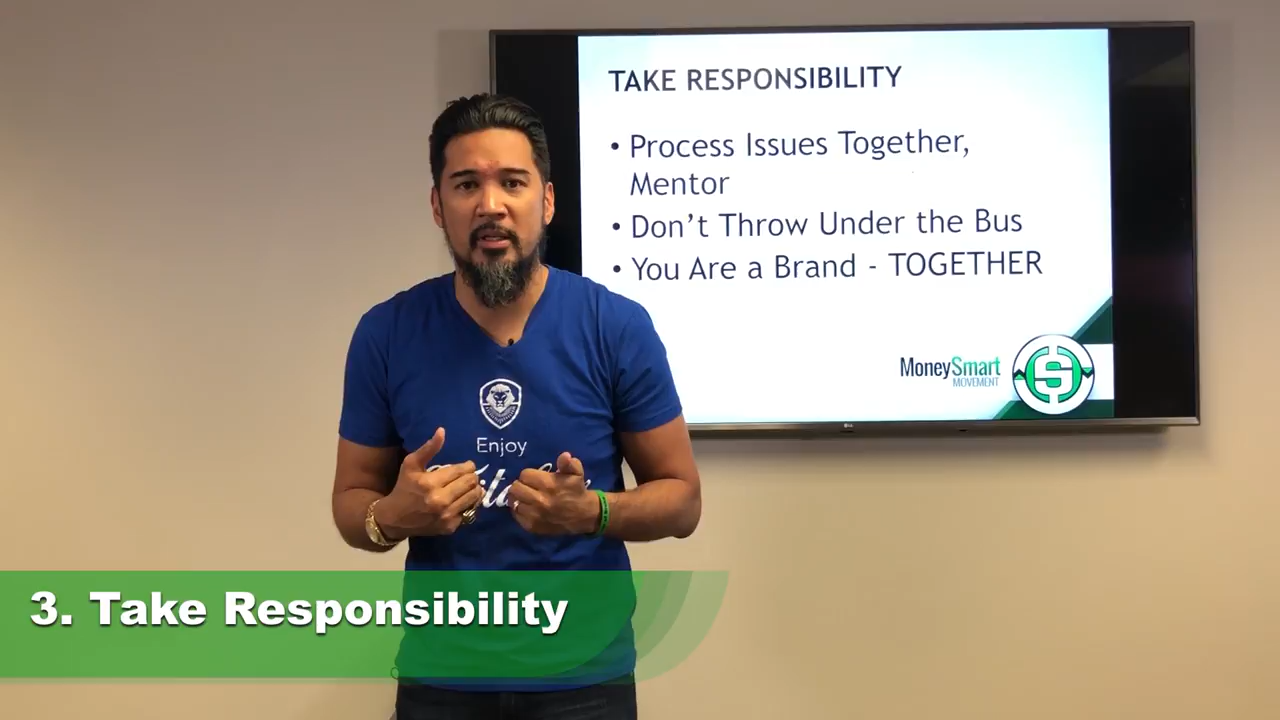 TAKE RESPONSIBILITY
• Process Issues Together,
Mentor
• Don’t Throw Under the Bus
• You Are a Brand - TOGETHER
MoneySmart
MOVEMENT
Enjoy
LG
3. Take Responsibility